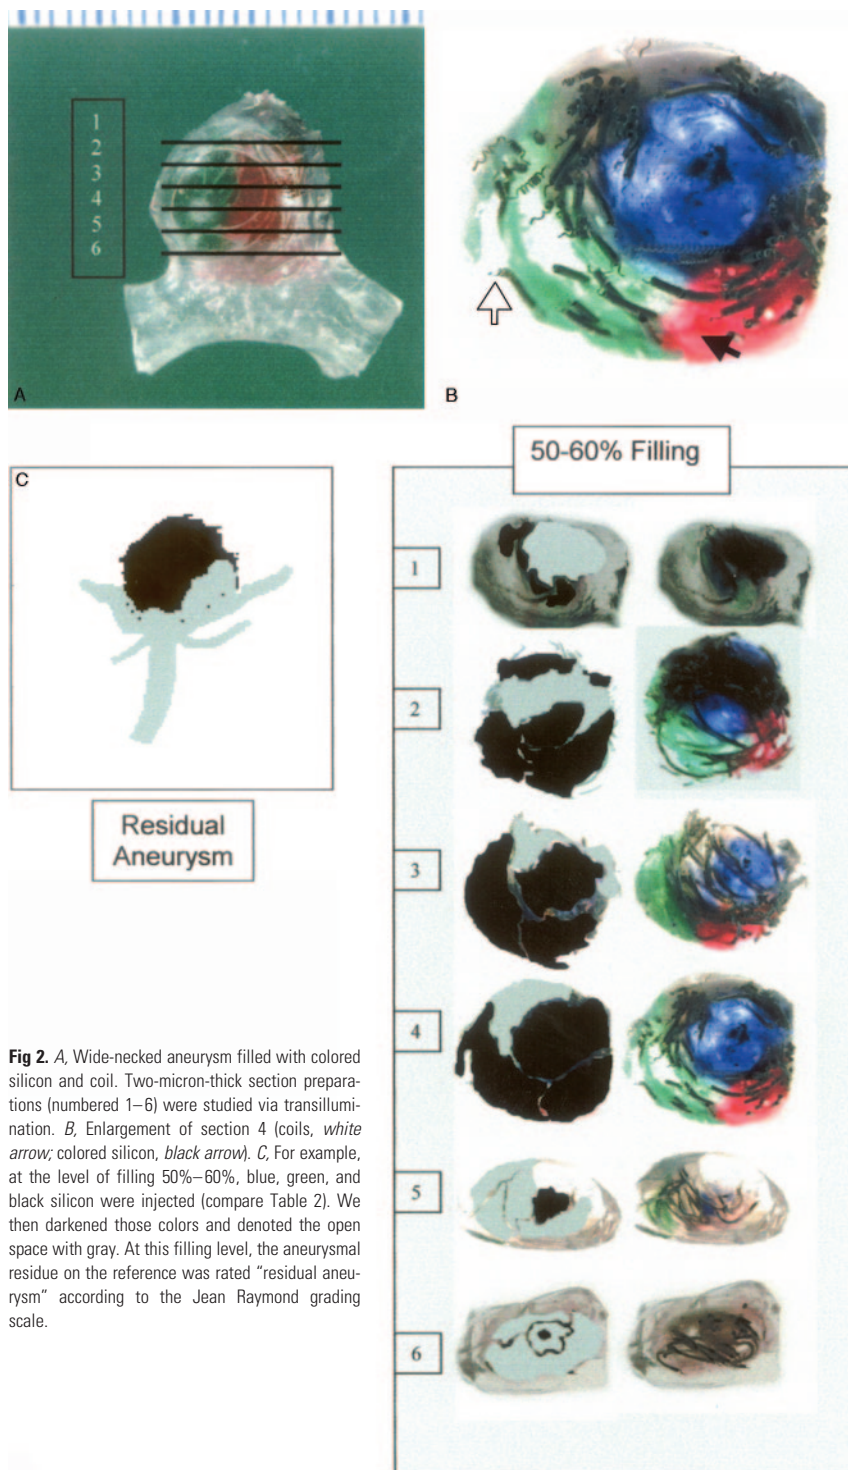 1
2
3
4
5
6
A
B
C
50-60% Filling
1
2
3
4
5
6
Residual
Aneurysm
Fig 2. A, Wide-necked aneurysm filled with colored
silicon and coil. Two-micron-thick section prepara-
tions (numbered 1–6) were studied via transillumi-
nation. B, Enlargement of section 4 (coils, white
arrow; colored silicon, black arrow). C, For example,
at the level of filling 50%–60%, blue, green, and
black silicon were injected (compare Table 2). We
then darkened those colors and denoted the open
space with gray. At this filling level, the aneurysmal
residue on the reference was rated “residual aneu-
rysm” according to the Jean Raymond grading
scale.